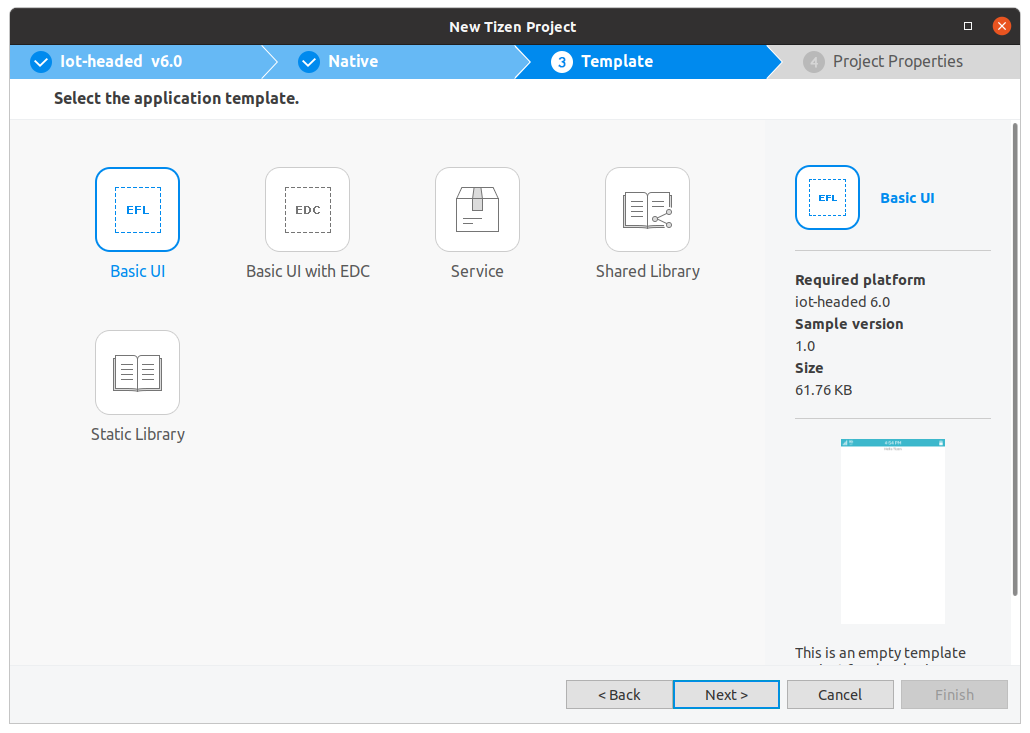 New Tizen Project
Iot-headed v6.0
Native
3 Template
4 Project Properties
Select the application template.
EFL
EDC
Basic UI
Basic UI with EDC
Service
Shared Library
Static Library
EFL
Basic UI
Required platform
iot-headed 6.0
Sample version
1.0
Size
61.76 KB
This is an empty template
< Back
Next >
Cancel
Finish